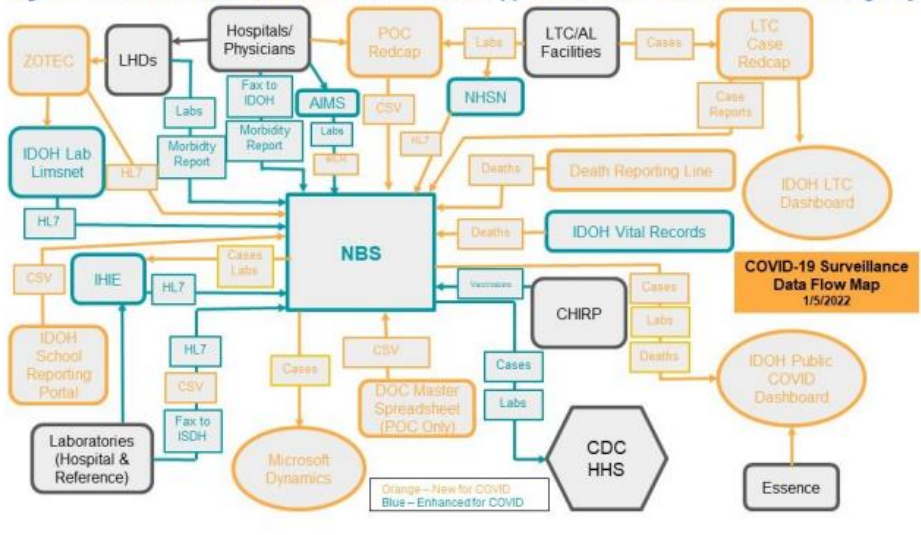 Hospitals/
Physicians
POC
Redcap
Labs
LTC/AL
Facilities
Cases
LTC
Case
Redcap
ZOTEC
LHDs
Fax to
IDOH
AIMS
NHSN
CSV
Case
Reports
Labs
Labs
Morbidity
Report
Morbidty
Report
HL7
IDOH Lab
Limsnet
HL7
Deaths
Death Reporting Line
IDOH LTC
Dashboard
HL7
NBS
Deaths
IDOH Vital Records
Cases
Labs
CSV
IHIE
HL7
Cases
COVID-19 Surveillance
Data Flow Map
1/5/2022
CHIRP
Labs
IDOH
School
Reporting
Portal
HL7
CSV
Cases
CSV
Cases
Deaths
IDOH Public
COVID
Dashboard
DOC Master
Spreadsheet
(POC Only)
Labs
Fax to
ISDH
Laboratories
(Hospital &
Reference)
Microsoft
Dynamics
CDC
HHS
Essence
Orange – New for COVID
Blue – Enhanced for COVID